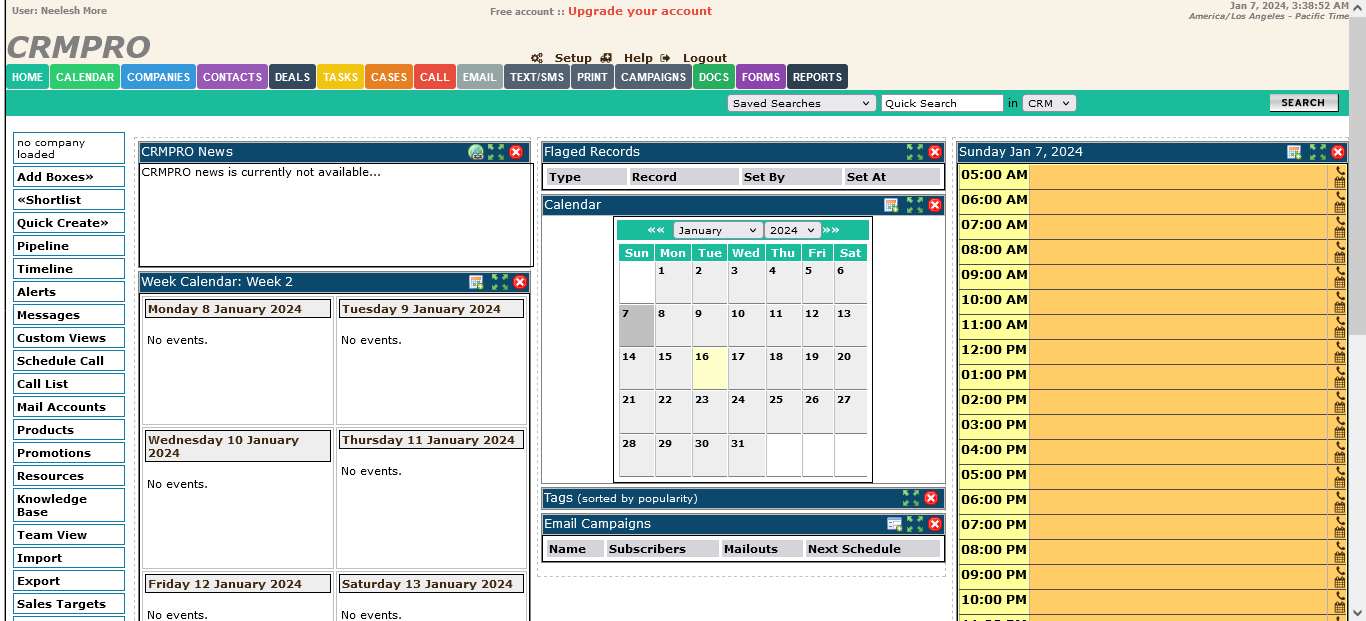 User: Neelesh More
Free account :: Upgrade your account
Jan 7, 2024, 3:38:52 AM
America/Los Angeles - Pacific Time
CRMPRO
Setup Help Logout
HOME CALENDAR COMPANIES CONTACTS DEALS TASKS CASES CALL EMAIL TEXT/SMS PRINT CAMPAIGNS DOCS FORMS REPORTS
Saved Searches Quick Search in CRM SEARCH
no company
loaded
Add Boxes»
«Shortlist
Quick Create»
Pipeline
Timeline
Alerts
Messages
Custom Views
Schedule Call
Call List
Mail Accounts
Products
Promotions
Resources
Knowledge
Base
Team View
Import
Export
Sales Targets
CRMPRO News
CRMPRO news is currently not available...
Week Calendar: Week 2
Monday 8 January 2024
No events.
Tuesday 9 January 2024
No events.
Wednesday 10 January
2024
No events.
Thursday 11 January 2024
No events.
Friday 12 January 2024
No events.
Saturday 13 January 2024
No events.
Flaged Records
Type Record Set By Set At
Calendar
«« January 2024 »»
Sun Mon Tue Wed Thu Fri Sat
1 2 3 4 5 6
7 8 9 10 11 12 13
14 15 16 17 18 19 20
21 22 23 24 25 26 27
28 29 30 31
Tags (sorted by popularity)
Email Campaigns
Name Subscribers Mailouts Next Schedule
Sunday Jan 7, 2024
05:00 AM
06:00 AM
07:00 AM
08:00 AM
09:00 AM
10:00 AM
11:00 AM
12:00 PM
01:00 PM
02:00 PM
03:00 PM
04:00 PM
05:00 PM
06:00 PM
07:00 PM
08:00 PM
09:00 PM
10:00 PM